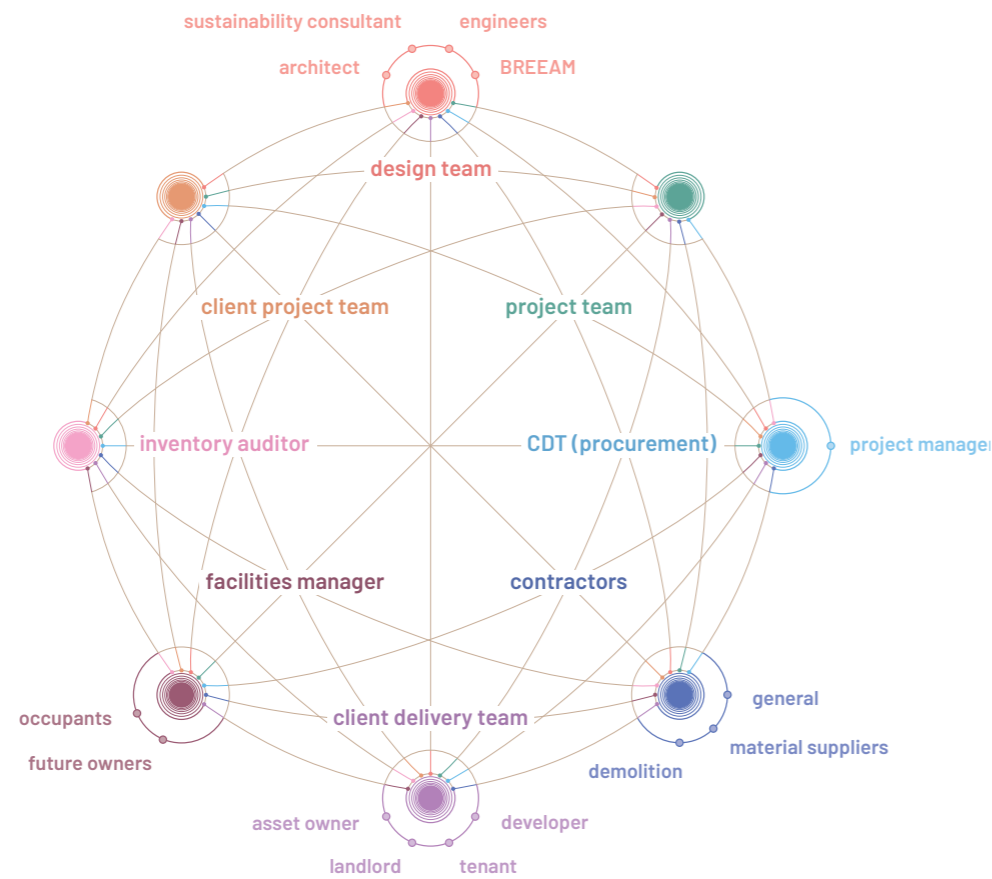 sustainability consultant
engineers
architect
BREEAM
design team
client project team
project team
inventory auditor
CDT (procurement)
project manager
facilities manager
contractors
occupants
general
client delivery team
material suppliers
future owners
demolition
asset owner
developer
landlord
tenant